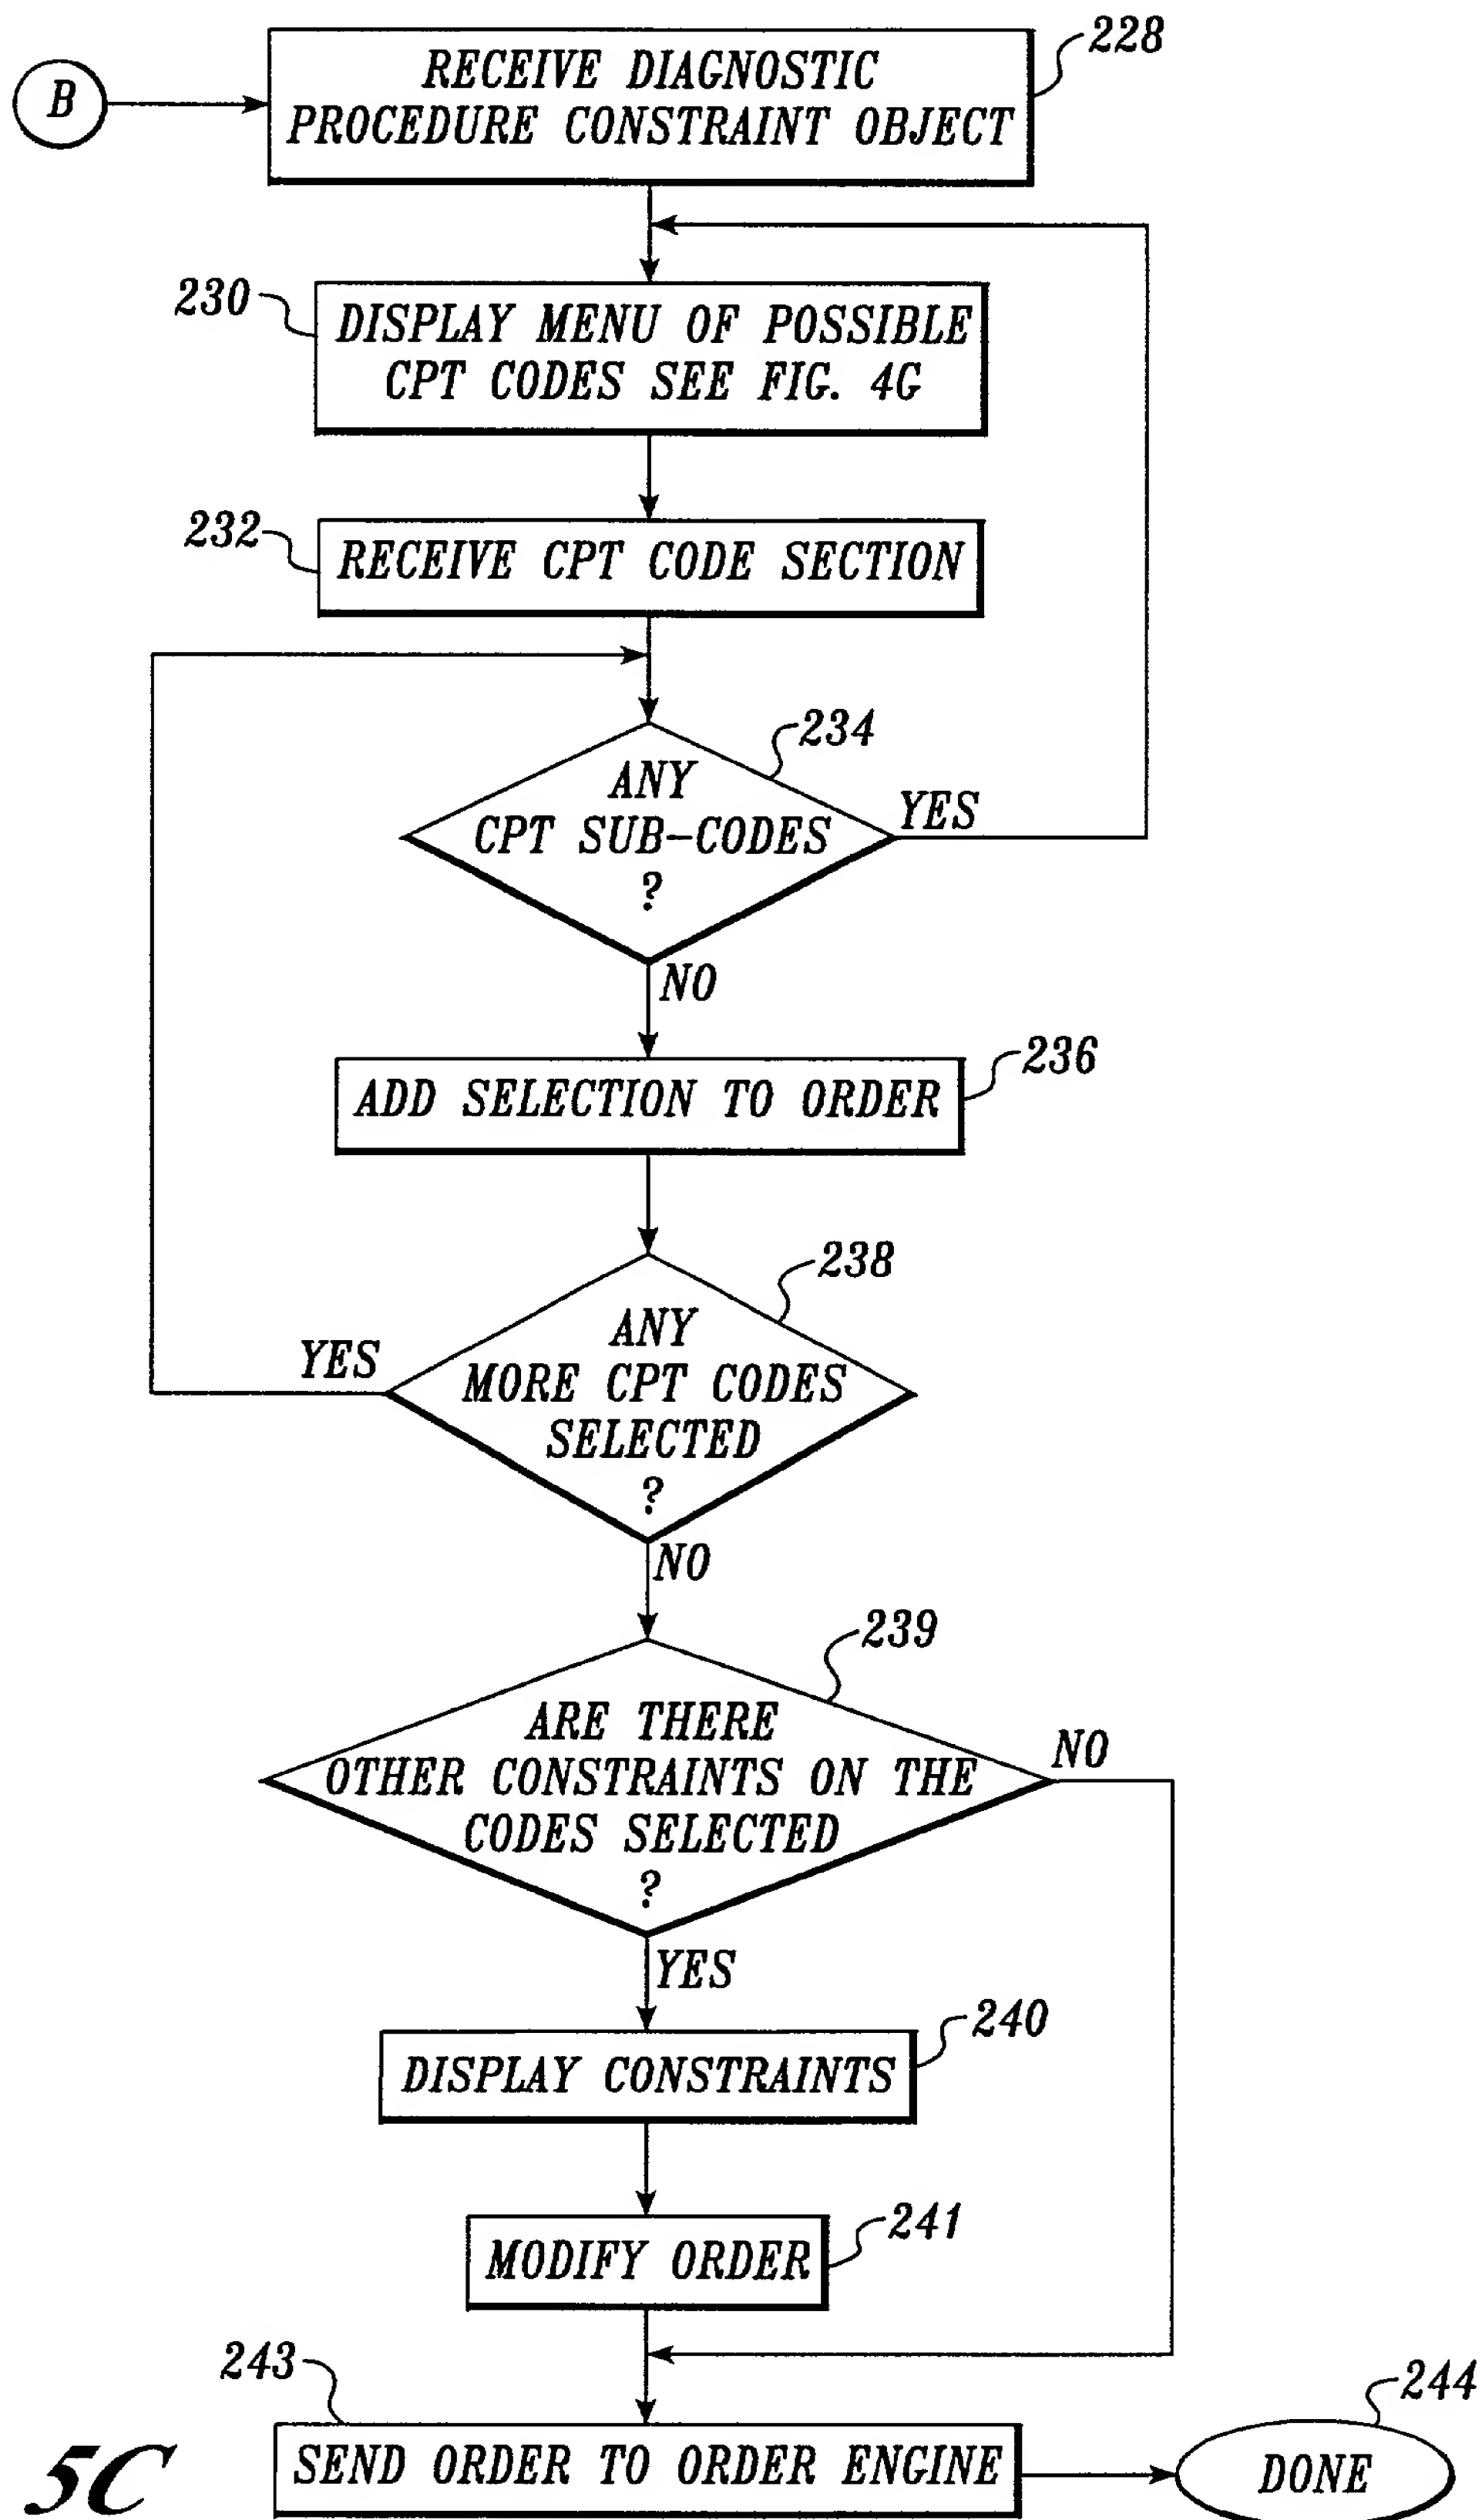 228
B
RECEIVE DIAGNOSTIC
PROCEDURE CONSTRAINT OBJECT
230
DISPLAY MENU OF POSSIBLE
CPT CODES SEE FIG. 4G
232
RECEIVE CPT CODE SECTION
234
ANY
CPT SUB-CODES
?
YES
NO
236
ADD SELECTION TO ORDER
238
ANY
MORE CPT CODES
SELECTED
?
YES
NO
239
ARE THERE
OTHER CONSTRAINTS ON THE
CODES SELECTED
?
NO
YES
240
DISPLAY CONSTRAINTS
241
MODIFY ORDER
243
SEND ORDER TO ORDER ENGINE
244
DONE
5C